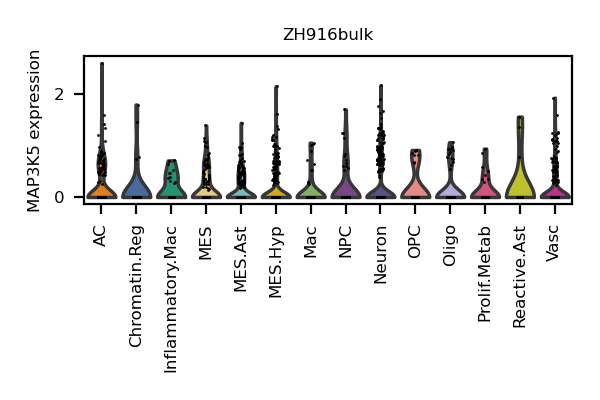 ZH916bulk
MAP3K5 expression
2
0
AC
Chromatin.Reg
Inflammatory.Mac
MES
MES.Ast
MES.Hyp
Mac
NPC
Neuron
OPC
Oligo
Prolif.Metab
Reactive.Ast
Vasc